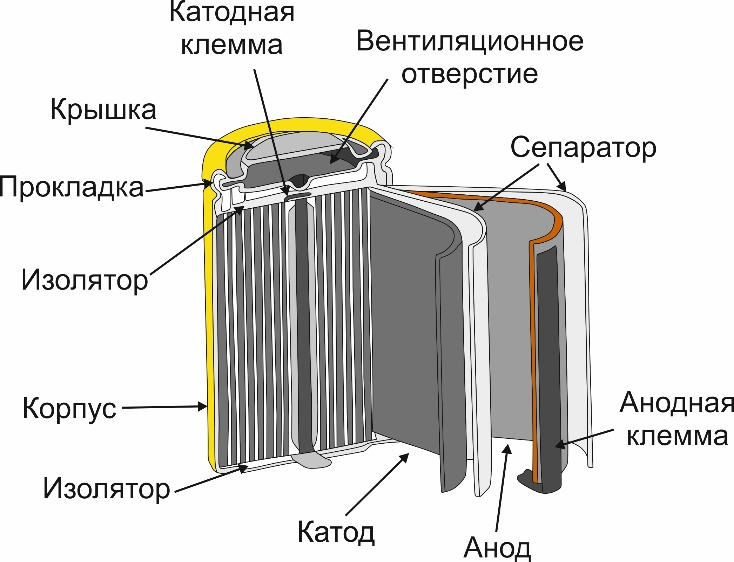 Катодная
клемма
Вентиляционное
отверстие
Крышка
Сепаратор
Прокладка
Изолятор
Корпус
Анодная
клемма
Изолятор
Катод
Анод